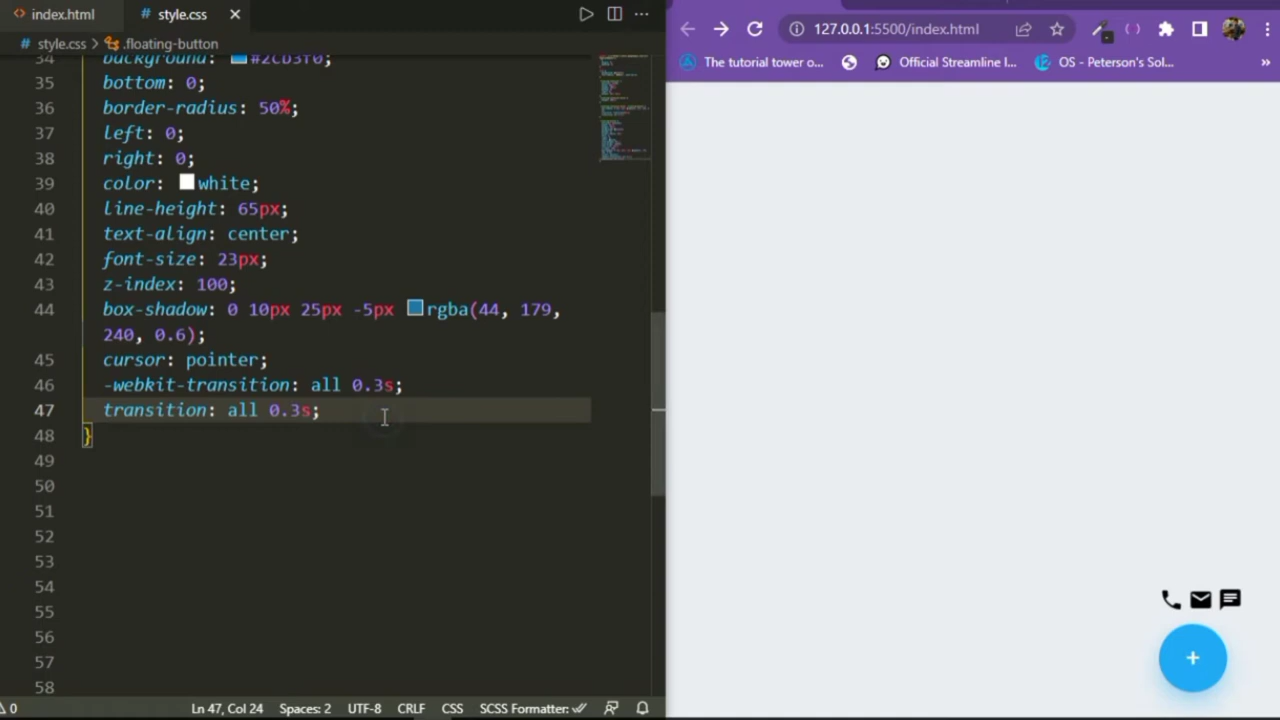 index.html
style.css
127.0.0.1:5500/index.html
style.css > .floating-button
The tutorial tower o...
Official Streamline I...
OS - Peterson's Sol...
»
34 background: #2CB3F0;
35 bottom: 0;
36 border-radius: 50%;
37 left: 0;
38 right: 0;
39 color: white;
40 line-height: 65px;
41 text-align: center;
42 font-size: 23px;
43 z-index: 100;
44 box-shadow: 0 10px 25px -5px rgba(44, 179,
240, 0.6);
45 cursor: pointer;
46 -webkit-transition: all 0.3s;
47 transition: all 0.3s;
48 }
49
50
51
52
53
54
55
56
57
58
+
0 Ln 47, Col 24 Spaces: 2 UTF-8 CRLF CSS SCSS Formatter: